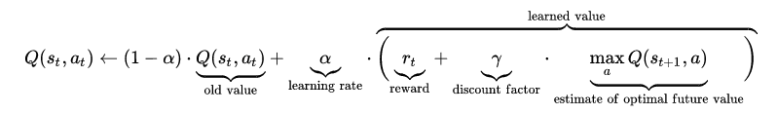 learned value
Q(s_t, a_t) ← (1 − α) · Q(s_t, a_t) + α · ( r_t + γ · max_a Q(s_{t+1}, a) )
old value learning rate reward discount factor estimate of optimal future value